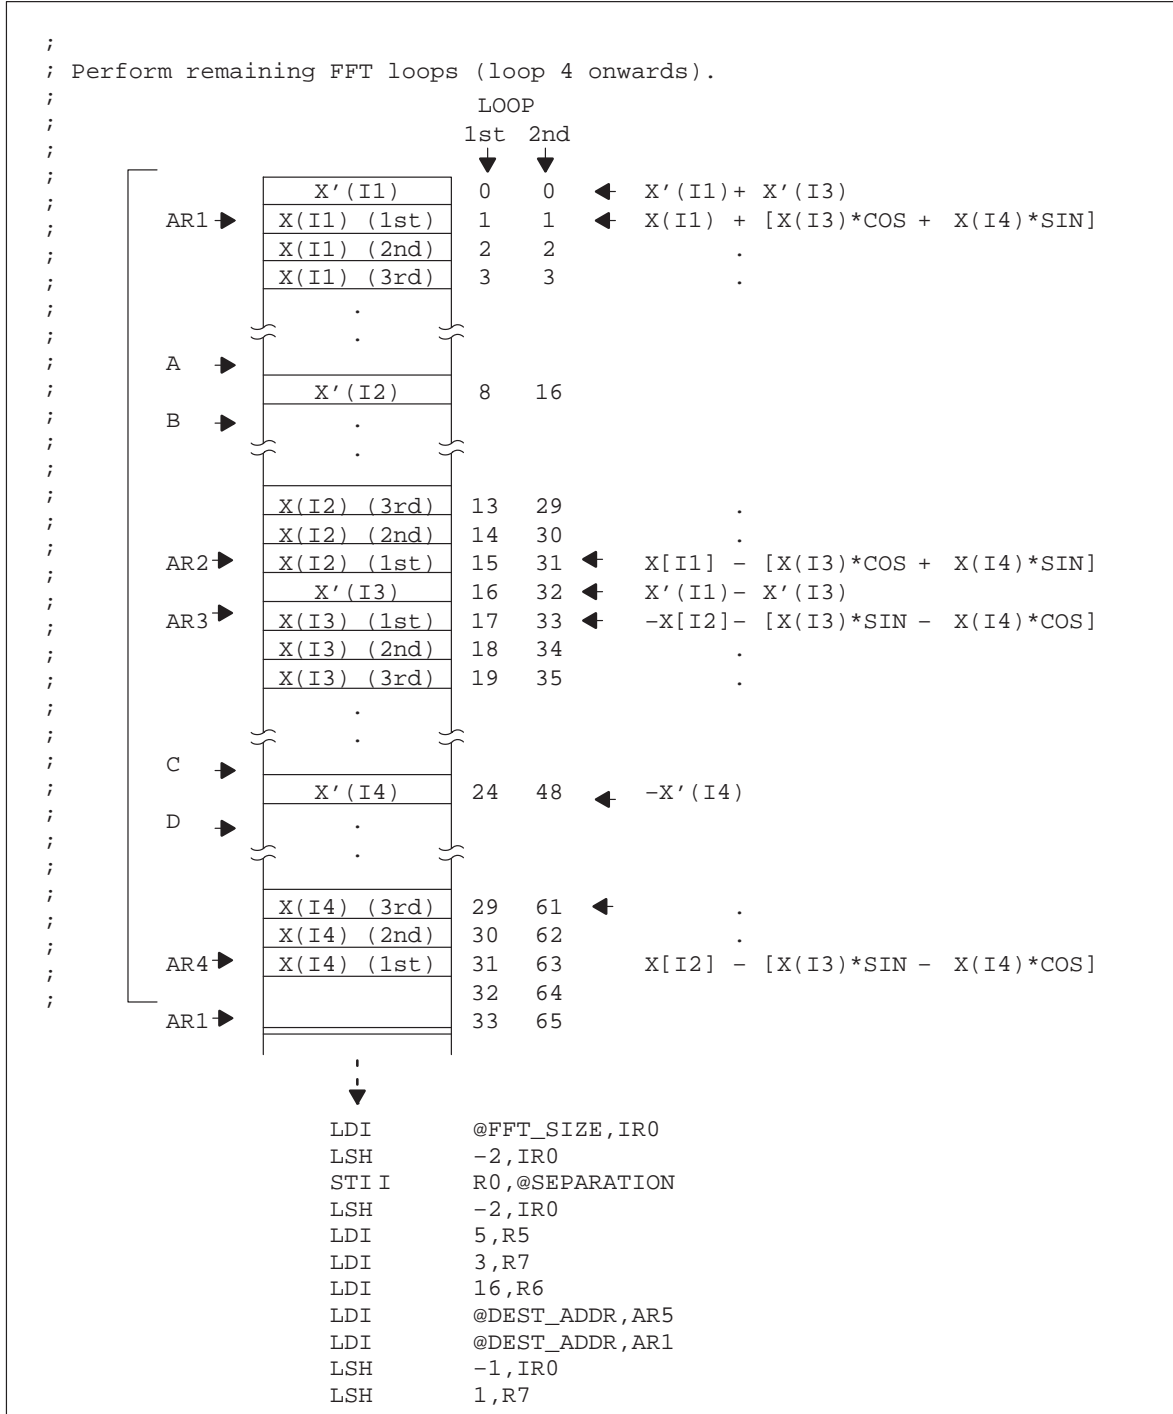 ;
; Perform remaining FFT loops (loop 4 onwards).
;
LOOP
;
1st 2nd
;
;
; X′(I1) 0 0 X′(I1)+ X′(I3)
; AR1 X(I1) (1st) 1 1 X(I1) + [X(I3)*COS + X(I4)*SIN]
; X(I1) (2nd) 2 2 .
; X(I1) (3rd) 3 3 .
; .
; .
; A
; X′(I2) 8 16
; B .
; .
;
; X(I2) (3rd) 13 29 .
; X(I2) (2nd) 14 30 .
; AR2 X(I2) (1st) 15 31 X[I1] – [X(I3)*COS + X(I4)*SIN]
; X′(I3) 16 32 X′(I1)– X′(I3)
; AR3 X(I3) (1st) 17 33 –X[I2]– [X(I3)*SIN – X(I4)*COS]
; X(I3) (2nd) 18 34 .
; X(I3) (3rd) 19 35 .
; .
; .
; C
; X′(I4) 24 48 –X′(I4)
; D .
; .
;
; X(I4) (3rd) 29 61 .
; X(I4) (2nd) 30 62 .
; AR4 X(I4) (1st) 31 63 X[I2] – [X(I3)*SIN – X(I4)*COS]
; 32 64
AR1 33 65
LDI @FFT_SIZE,IR0
LSH –2,IR0
STII R0,@SEPARATION
LSH –2,IR0
LDI 5,R5
LDI 3,R7
LDI 16,R6
LDI @DEST_ADDR,AR5
LDI @DEST_ADDR,AR1
LSH –1,IR0
LSH 1,R7